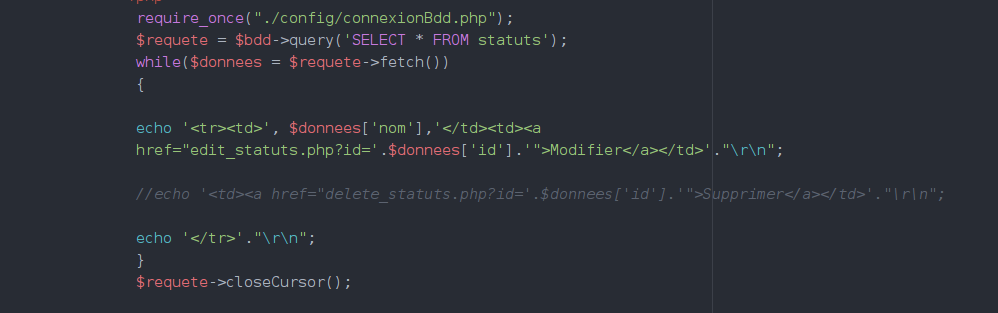 require_once("./config/connexionBdd.php");
$requete = $bdd->query('SELECT * FROM statuts');
while($donnees = $requete->fetch())
{
echo '<tr><td>', $donnees['nom'],'</td><td><a
href="edit_statuts.php?id='.$donnees['id'].'">Modifier</a></td>'."\r\n";
//echo '<td><a href="delete_statuts.php?id='.$donnees['id'].'">Supprimer</a></td>'."\r\n";
echo '</tr>'."\r\n";
}
$requete->closeCursor();